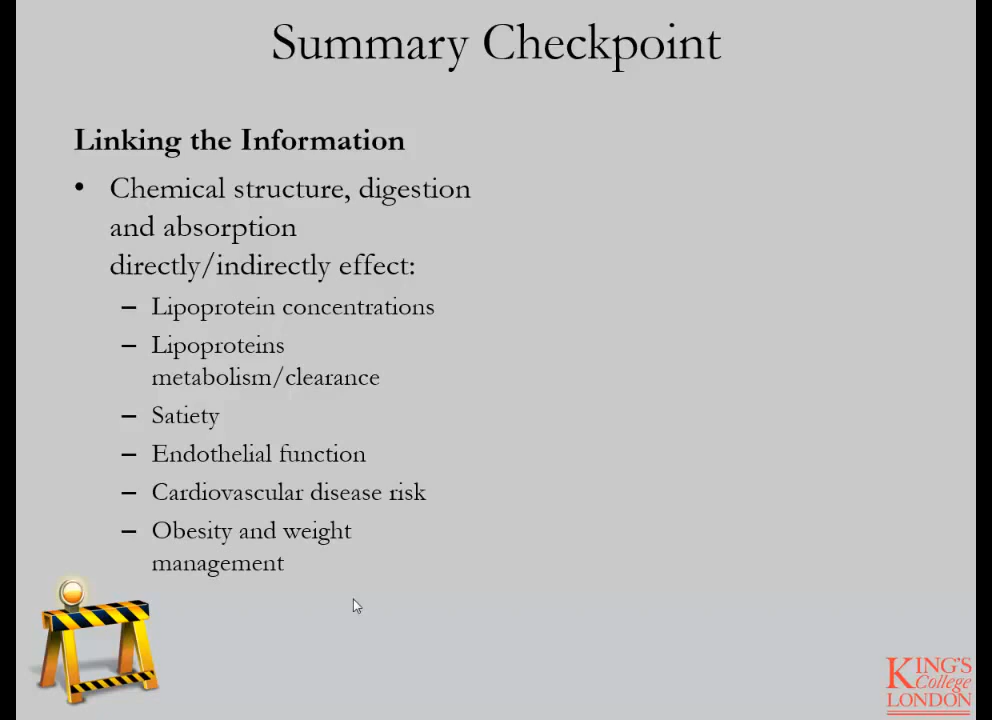 Summary Checkpoint
Linking the Information
• Chemical structure, digestion
and absorption
directly/indirectly effect:
– Lipoprotein concentrations
– Lipoproteins
metabolism/clearance
– Satiety
– Endothelial function
– Cardiovascular disease risk
– Obesity and weight
management
KING'S
College
LONDON